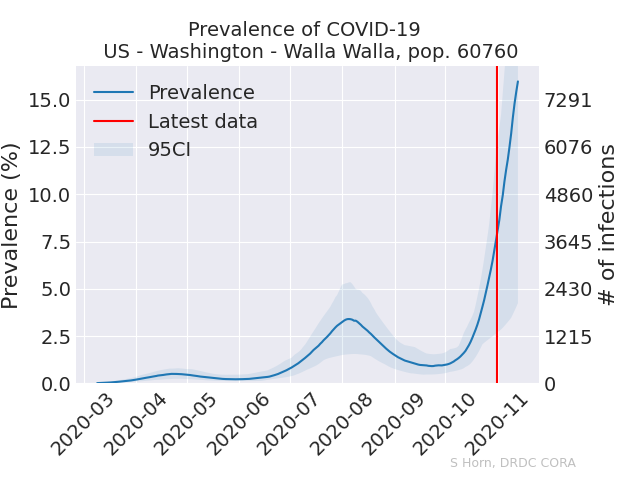 Prevalence of COVID-19
US - Washington - Walla Walla, pop. 60760
Prevalence
Latest data
95CI
Prevalence (%)
15.0
12.5
10.0
7.5
5.0
2.5
0.0
7291
6076
4860
3645
2430
1215
0
# of infections
2020-03
2020-04
2020-05
2020-06
2020-07
2020-08
2020-09
2020-10
2020-11
S Horn, DRDC CORA